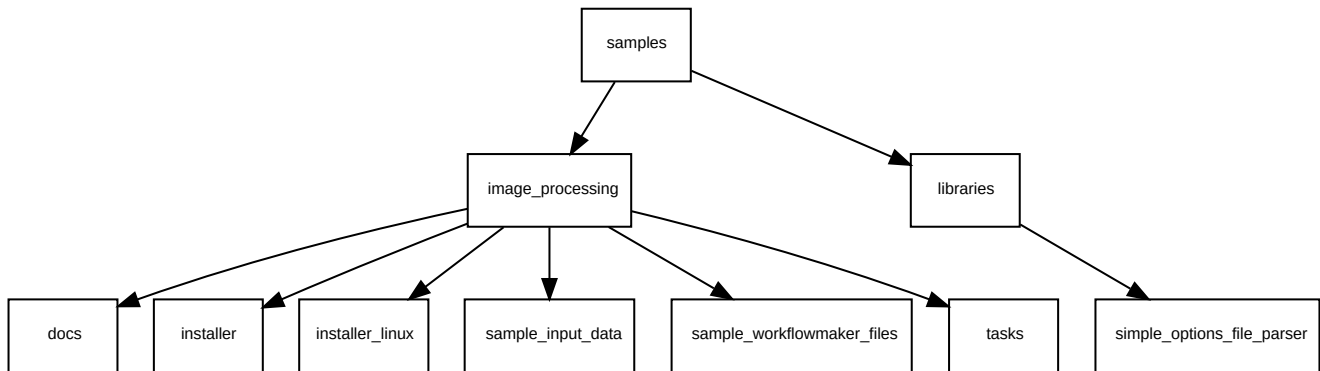 samples
image_processing
libraries
docs
installer
installer_linux
sample_input_data
sample_workflowmaker_files
tasks
simple_options_file_parser